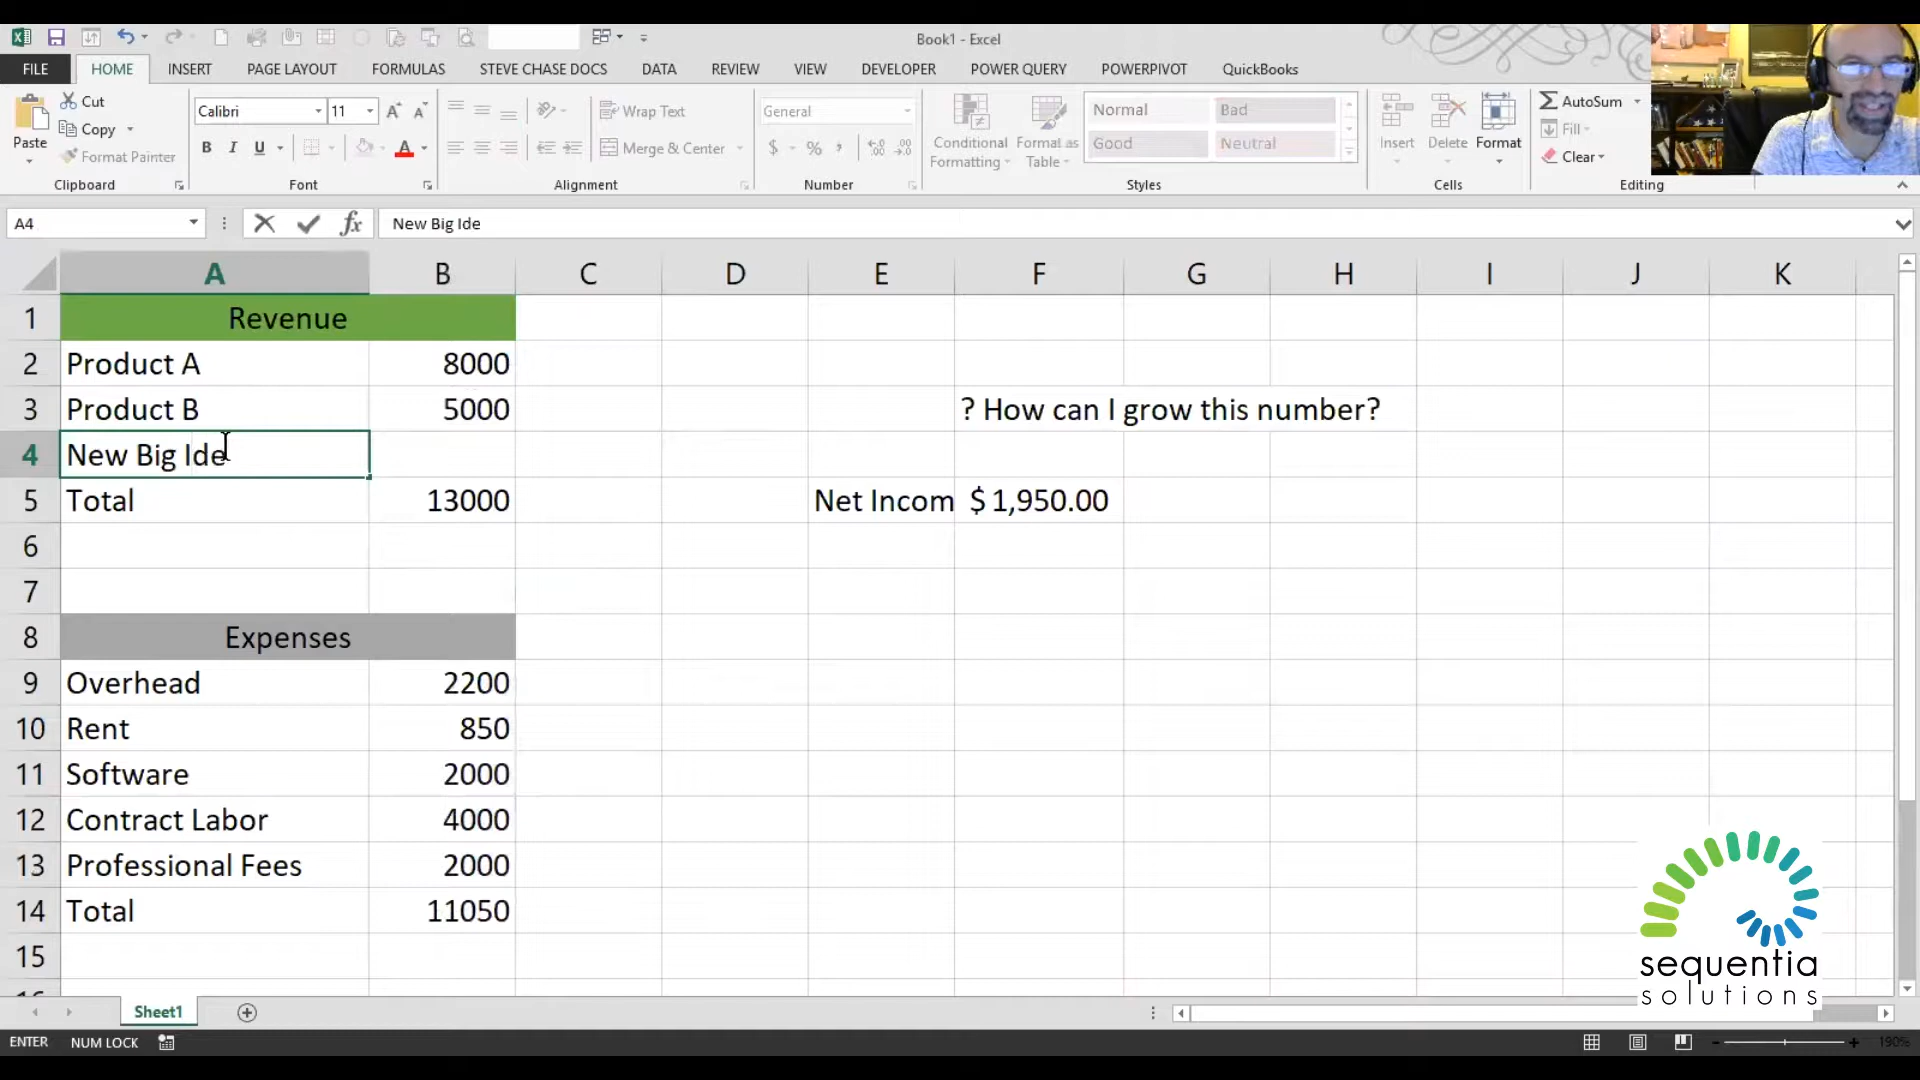 Book1 - Excel
FILE HOME INSERT PAGE LAYOUT FORMULAS STEVE CHASE DOCS DATA REVIEW VIEW DEVELOPER POWER QUERY POWERPIVOT QuickBooks
Paste
Cut
Copy
Format Painter
Clipboard
Calibri 11
B I U
Font
Wrap Text
Merge & Center
Alignment
General
$ % ,
Number
Conditional Formatting
Format as Table
Normal Bad
Good Neutral
Styles
Insert Delete Format
Cells
AutoSum
Fill
Clear
Editing
A4 fx New Big Ide
A B C D E F G H I J K
1 Revenue
2 Product A 8000
3 Product B 5000 ? How can I grow this number?
4 New Big Ide
5 Total 13000 Net Incom $ 1,950.00
6
7
8 Expenses
9 Overhead 2200
10 Rent 850
11 Software 2000
12 Contract Labor 4000
13 Professional Fees 2000
14 Total 11050
15
sequentia
solutions
Sheet1
ENTER NUM LOCK 190%